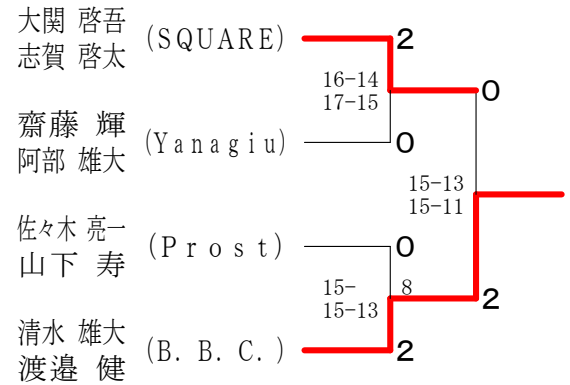 大関 啓吾
志賀 啓太
(SQUARE)
2
16-14
17-15
0
齋藤 輝
阿部 雄大
(Yanagiu)
0
15-13
15-11
佐々木 亮一
山下 寿
(Prost)
0
15- 8
15-13
2
清水 雄大
渡邉 健
(B. B. C. )
2